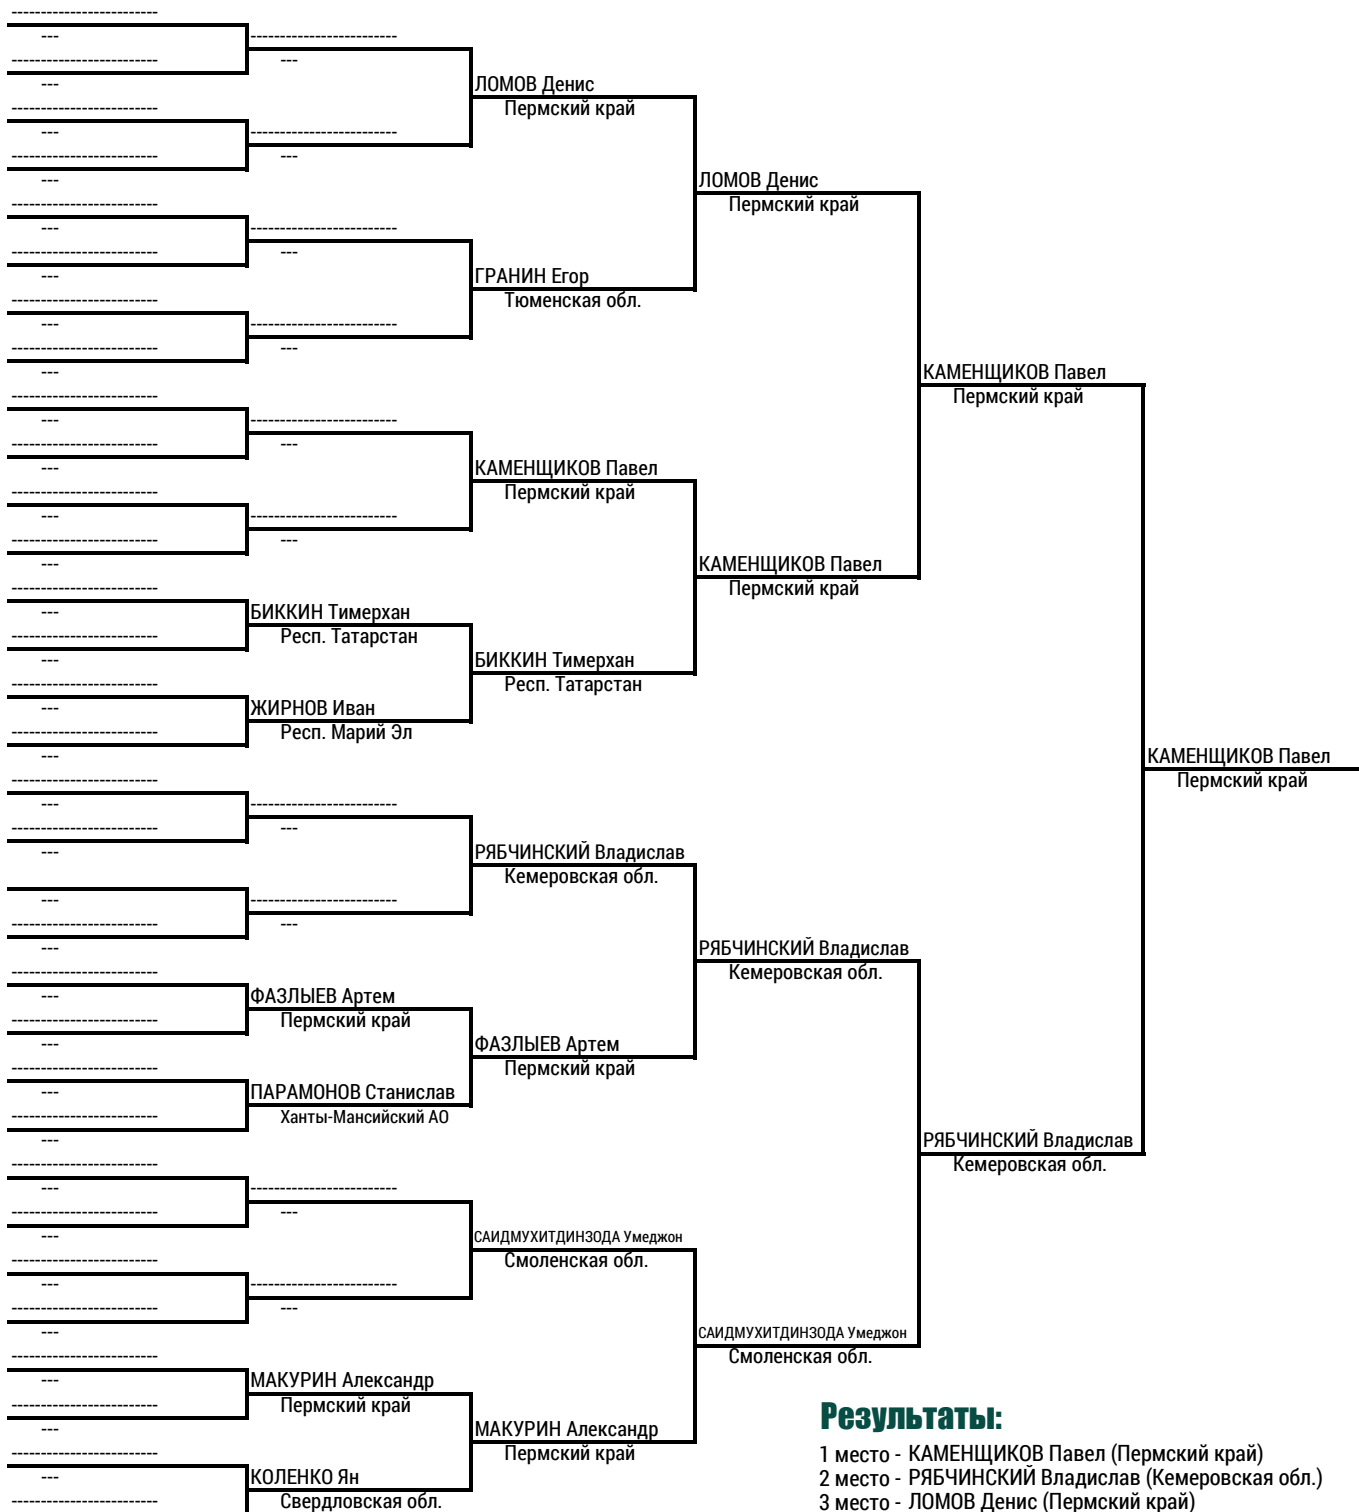 ЛОМОВ Денис
Пермский край
ЛОМОВ Денис
Пермский край
ГРАНИН Егор
Тюменская обл.
КАМЕНЩИКОВ Павел
Пермский край
КАМЕНЩИКОВ Павел
Пермский край
КАМЕНЩИКОВ Павел
Пермский край
БИККИН Тимерхан
Респ. Татарстан
БИККИН Тимерхан
Респ. Татарстан
ЖИРНОВ Иван
Респ. Марий Эл
КАМЕНЩИКОВ Павел
Пермский край
РЯБЧИНСКИЙ Владислав
Кемеровская обл.
РЯБЧИНСКИЙ Владислав
Кемеровская обл.
ФАЗЛЫЕВ Артем
Пермский край
ФАЗЛЫЕВ Артем
Пермский край
ПАРАМОНОВ Станислав
Ханты-Мансийский АО
РЯБЧИНСКИЙ Владислав
Кемеровская обл.
САИДМУХИТДИНЗОДА Умеджон
Смоленская обл.
САИДМУХИТДИНЗОДА Умеджон
Смоленская обл.
МАКУРИН Александр
Пермский край
МАКУРИН Александр
Пермский край
КОЛЕНКО Ян
Свердловская обл.
Результаты:
1 место - КАМЕНЩИКОВ Павел (Пермский край)
2 место - РЯБЧИНСКИЙ Владислав (Кемеровская обл.)
3 место - ЛОМОВ Денис (Пермский край)